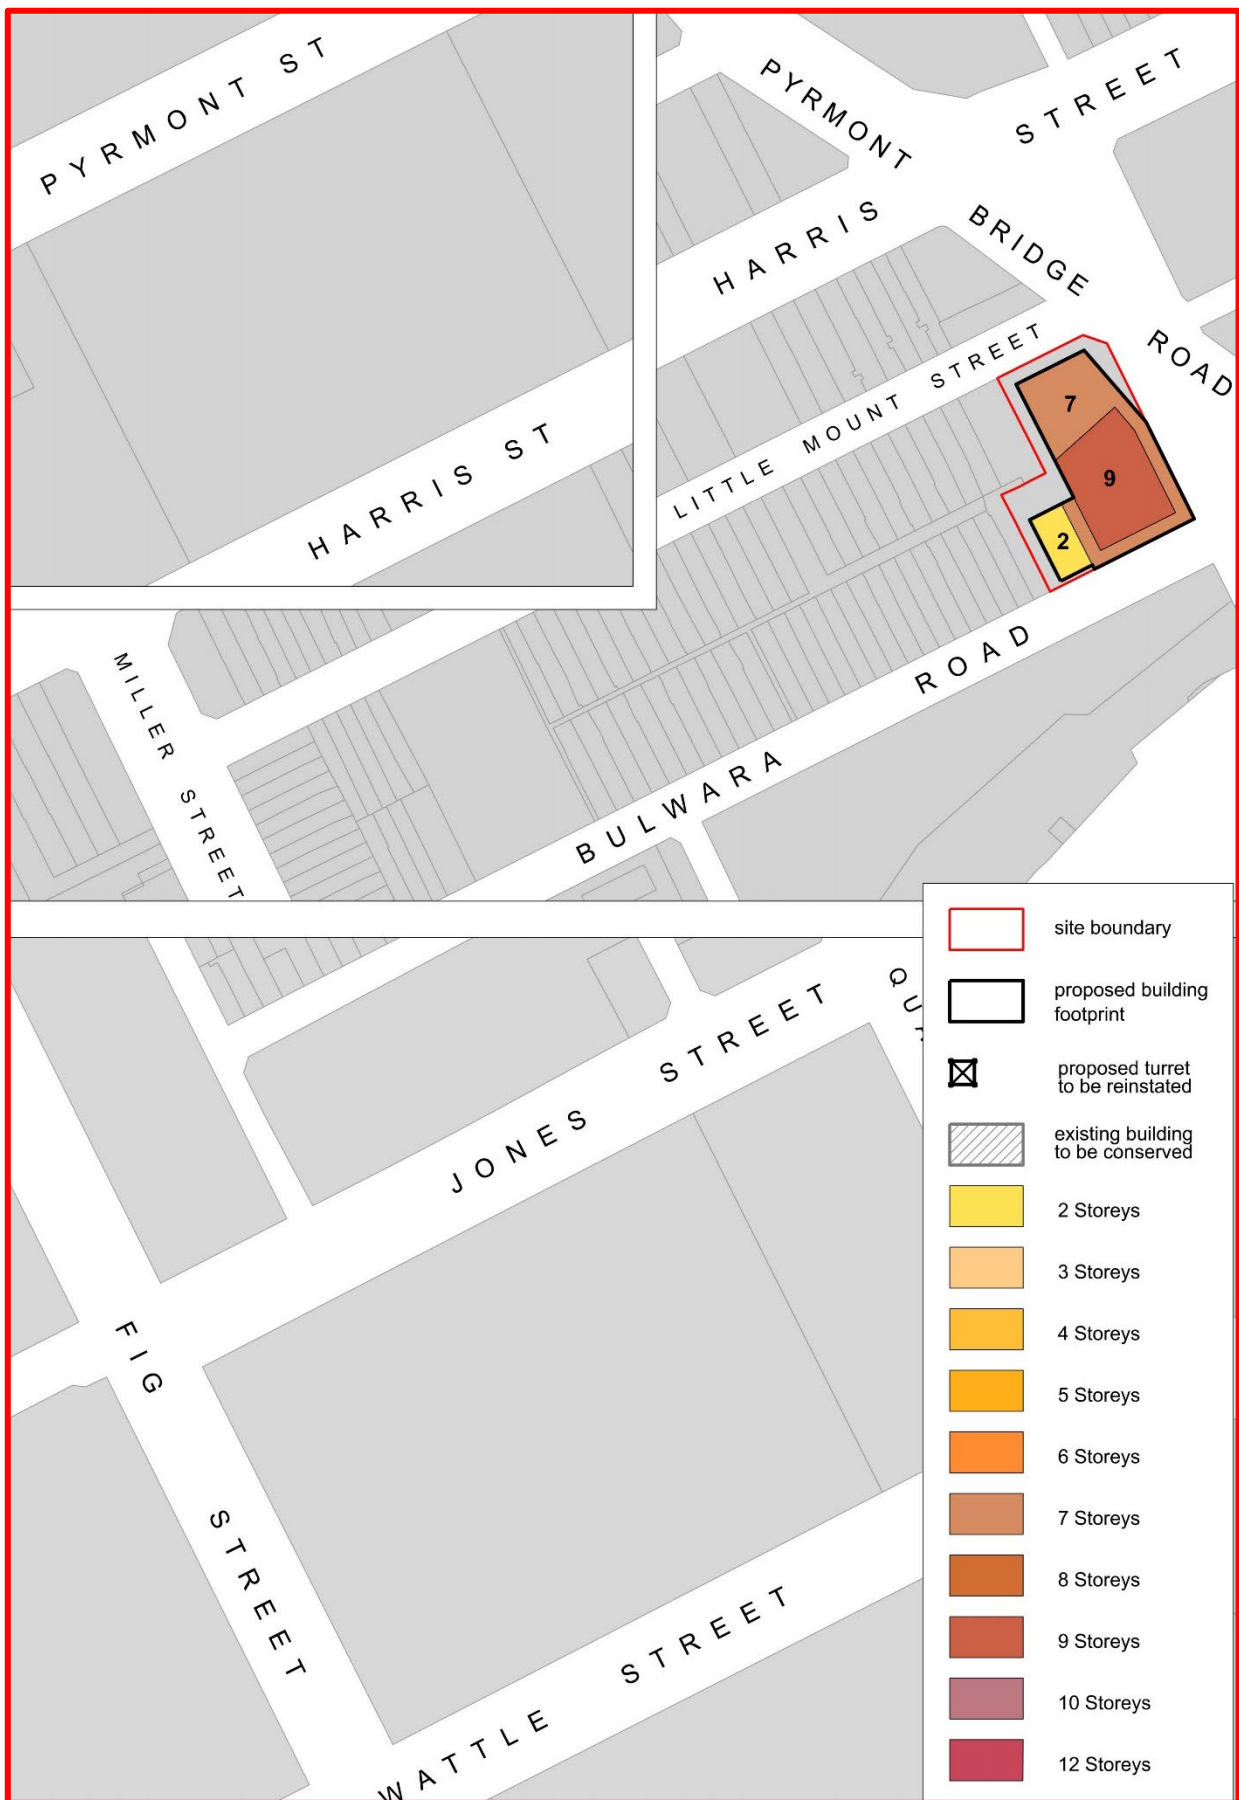 PYRMONT ST
HARRIS ST
PYRMONT BRIDGE ROAD
HARRIS STREET
LITTLE MOUNT STREET
7
9
2
BULWARA ROAD
MILLER STREET
JONES STREET
FIG STREET
WATTLE STREET
site boundary
proposed building
footprint
proposed turret
to be reinstated
existing building
to be conserved
2 Storeys
3 Storeys
4 Storeys
5 Storeys
6 Storeys
7 Storeys
8 Storeys
9 Storeys
10 Storeys
12 Storeys